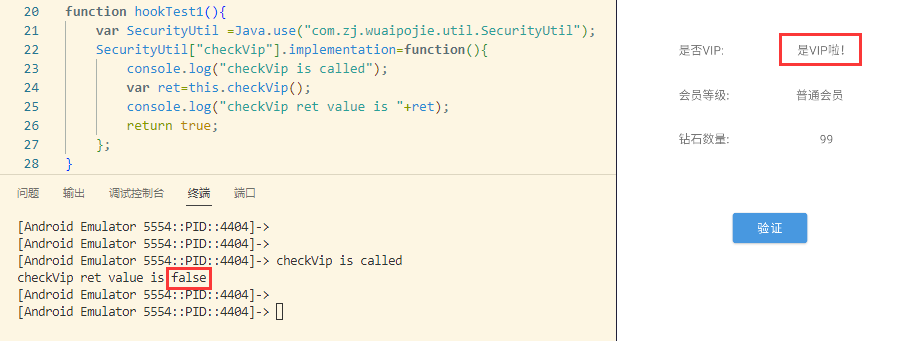 20 function hookTest1(){
21 var SecurityUtil =Java.use("com.zj.wuaipojie.util.SecurityUtil");
22 SecurityUtil["checkVip"].implementation=function(){
23 console.log("checkVip is called");
24 var ret=this.checkVip();
25 console.log("checkVip ret value is "+ret);
26 return true;
27 };
28 }
问题 输出 调试控制台 终端 端口
[Android Emulator 5554::PID::4404]->
[Android Emulator 5554::PID::4404]->
[Android Emulator 5554::PID::4404]-> checkVip is called
checkVip ret value is false
[Android Emulator 5554::PID::4404]->
[Android Emulator 5554::PID::4404]->
是否VIP: 是VIP啦!
会员等级: 普通会员
钻石数量: 99
验证